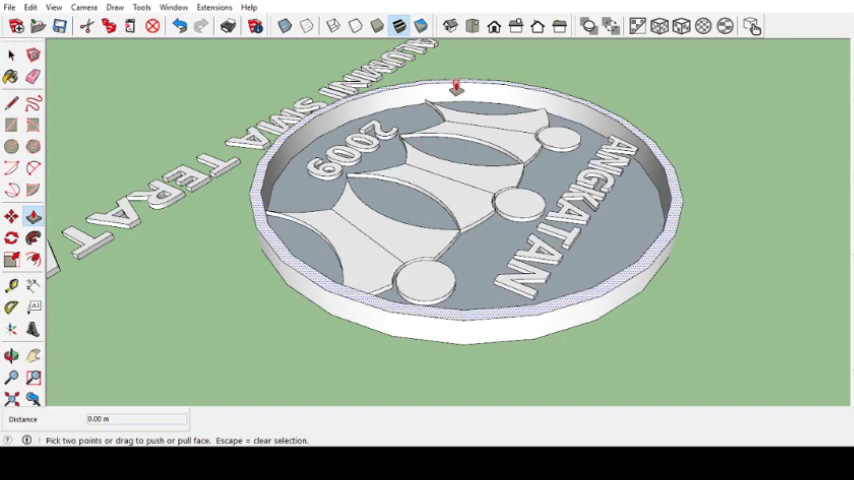 File Edit View Camera Draw Tools Window Extensions Help
ALUMNI SWIA TERAT
2009
ANGKATAN
Distance 0.00 m
Pick two points or drag to push or pull face. Escape = clear selection.